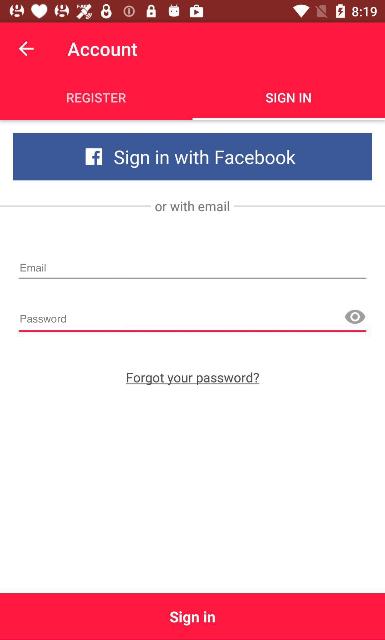 8:19
Account
REGISTER
SIGN IN
Sign in with Facebook
or with email
Email
Password
Forgot your password?
Sign in